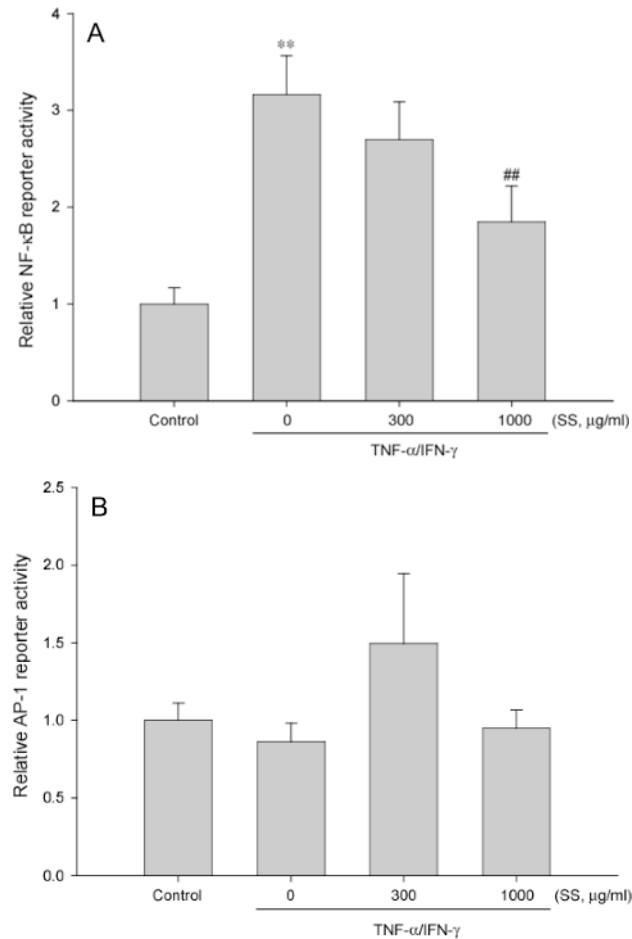 A
Relative NF-κB reporter activity
4
3
2
1
0
**
##
Control 0 300 1000 (SS, μg/ml)
TNF-α/IFN-γ
B
Relative AP-1 reporter activity
2.5
2.0
1.5
1.0
0.5
0.0
Control 0 300 1000 (SS, μg/ml)
TNF-α/IFN-γ